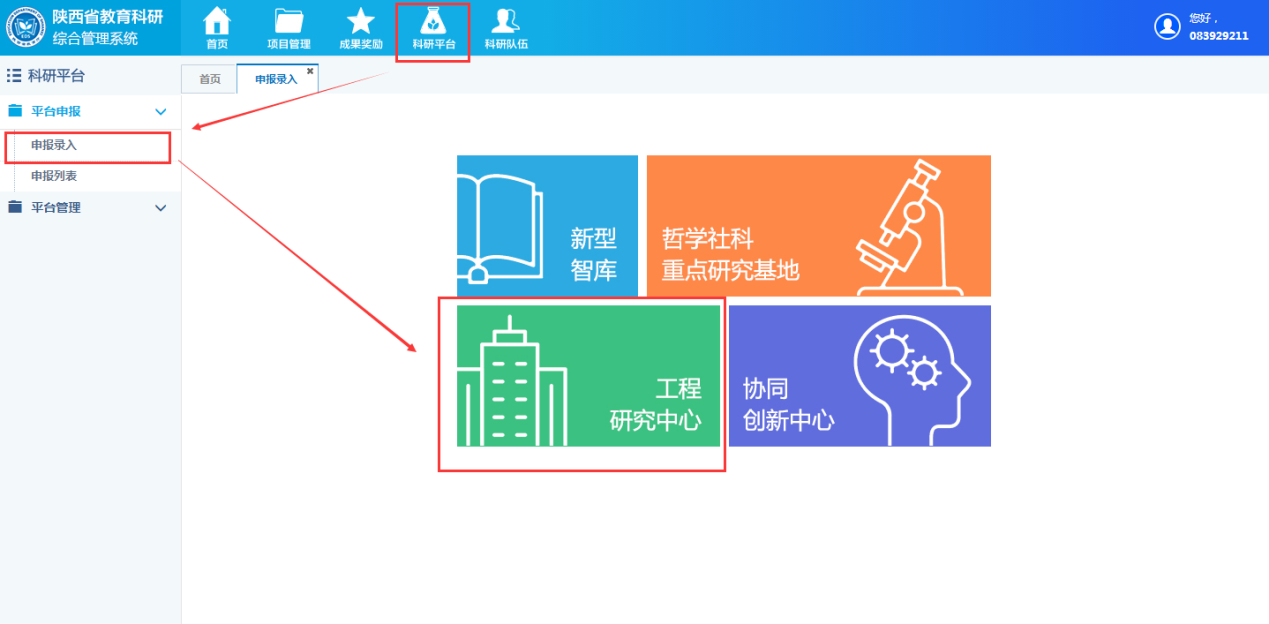 陕西省教育科研
综合管理系统
首页
项目管理
成果奖励
科研平台
科研队伍
您好，
083929211
科研平台
平台申报
申报录入
申报列表
平台管理
首页
申报录入
新型
智库
哲学社科
重点研究基地
工程
研究中心
协同
创新中心